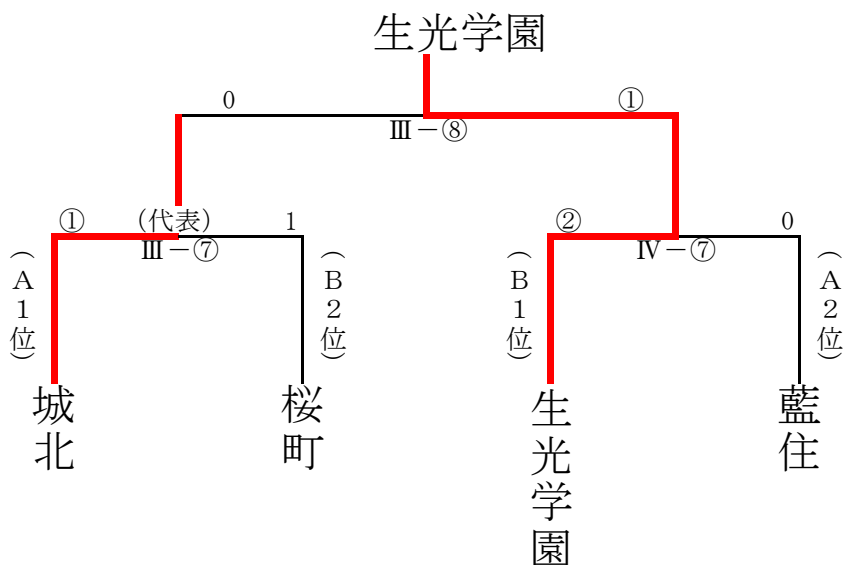 生光学園
0 ①
Ⅲ－⑧
① (代表) 1 ② 0
Ⅲ－⑦ Ⅳ－⑦
(A1位)
(B2位)
(B1位)
(A2位)
城北
桜町
生光学園
藍住